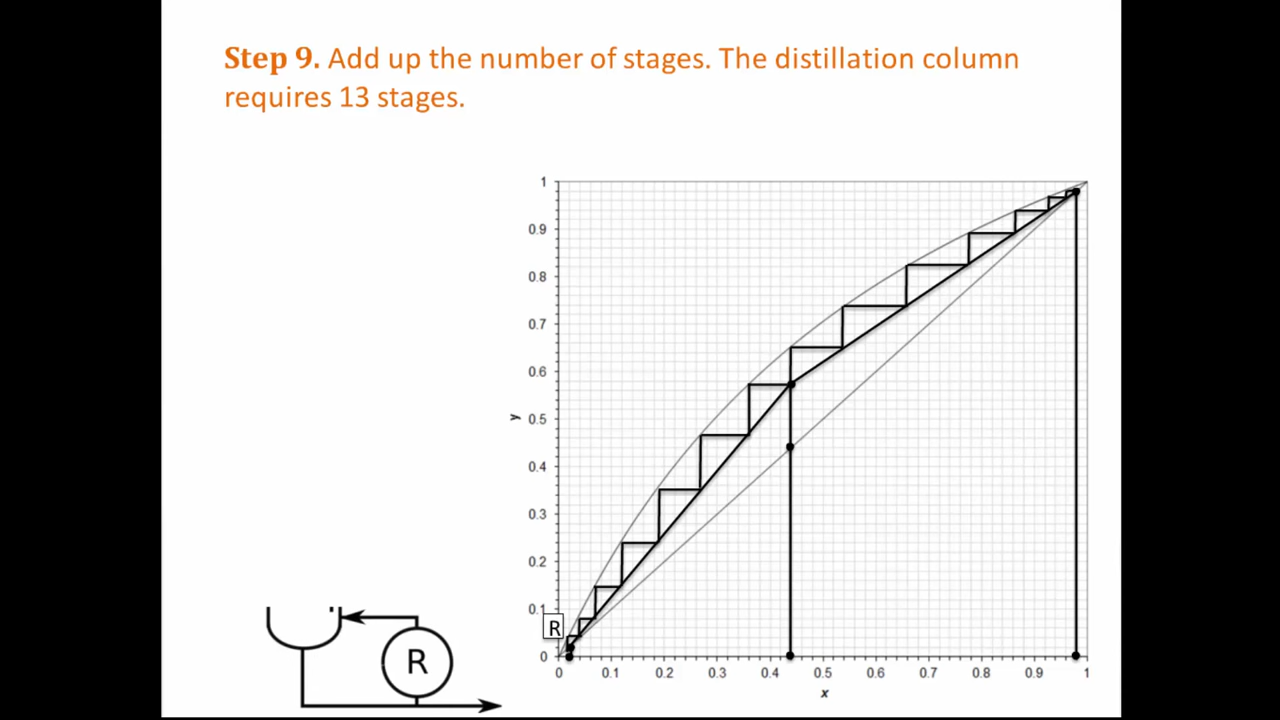 Step 9. Add up the number of stages. The distillation column
requires 13 stages.
1
0.9
0.8
0.7
0.6
y
0.5
0.4
0.3
0.2
0.1
R
0
0 0.1 0.2 0.3 0.4 0.5 0.6 0.7 0.8 0.9 1
x
R